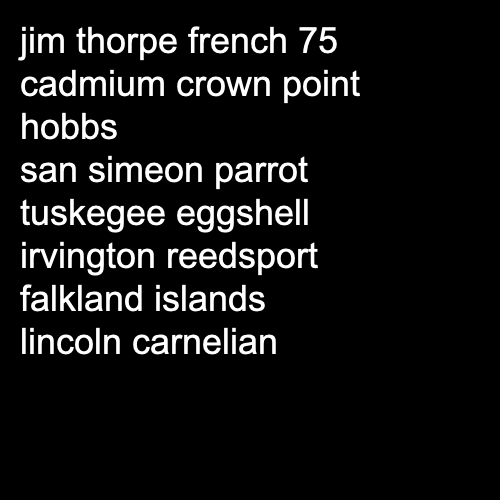 jim thorpe french 75
cadmium crown point
hobbs
san simeon parrot
tuskegee eggshell
irvington reedsport
falkland islands
lincoln carnelian